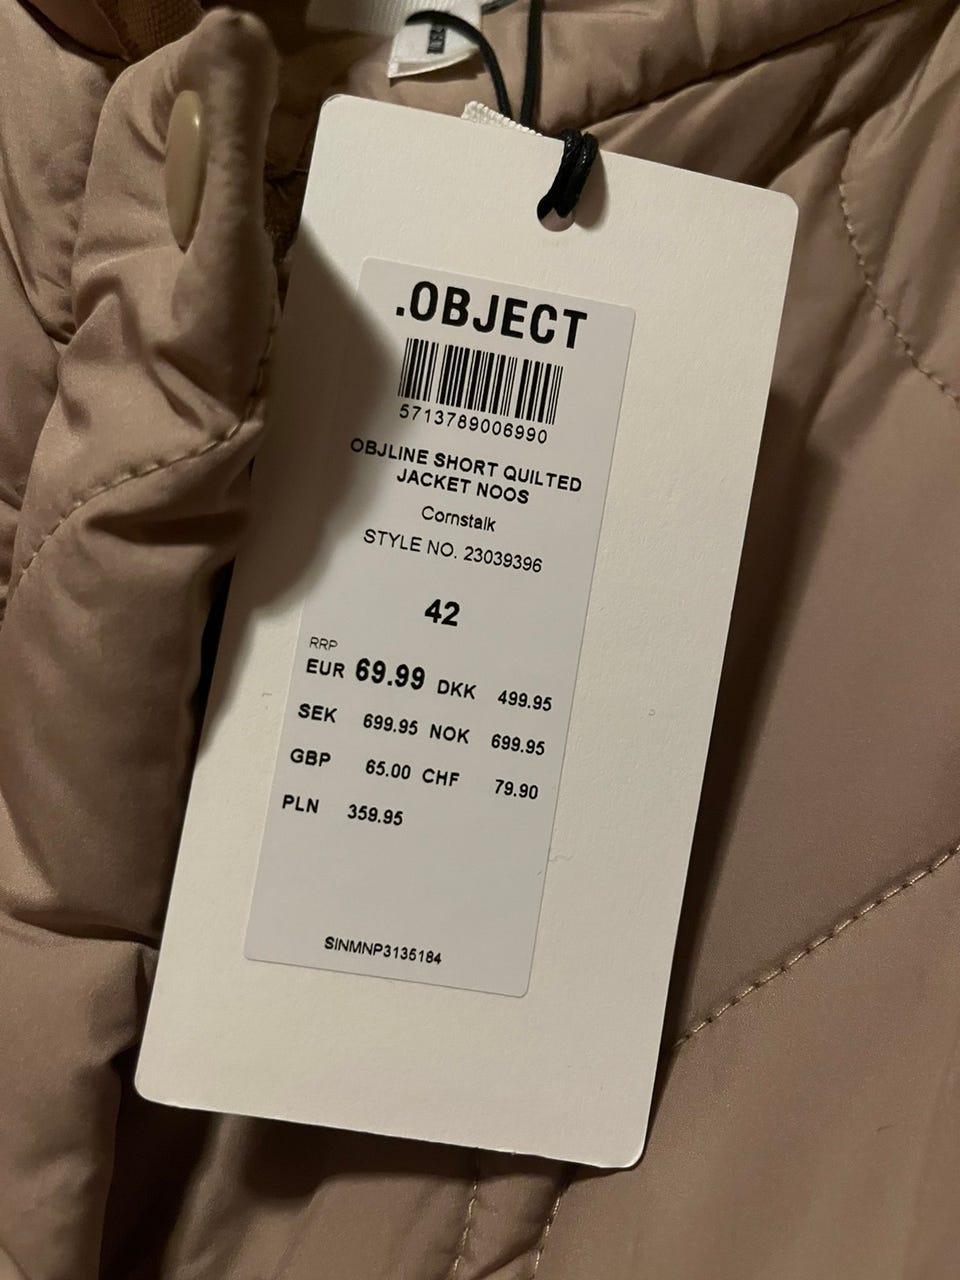 .OBJECT
5713789006990
OBJLINE SHORT QUILTED
JACKET NOOS
Cornstalk
STYLE NO. 23039396
42
RRP
EUR 69.99 DKK 499.95
SEK 699.95 NOK 699.95
GBP 65.00 CHF 79.90
PLN 359.95
SINMNP3135184